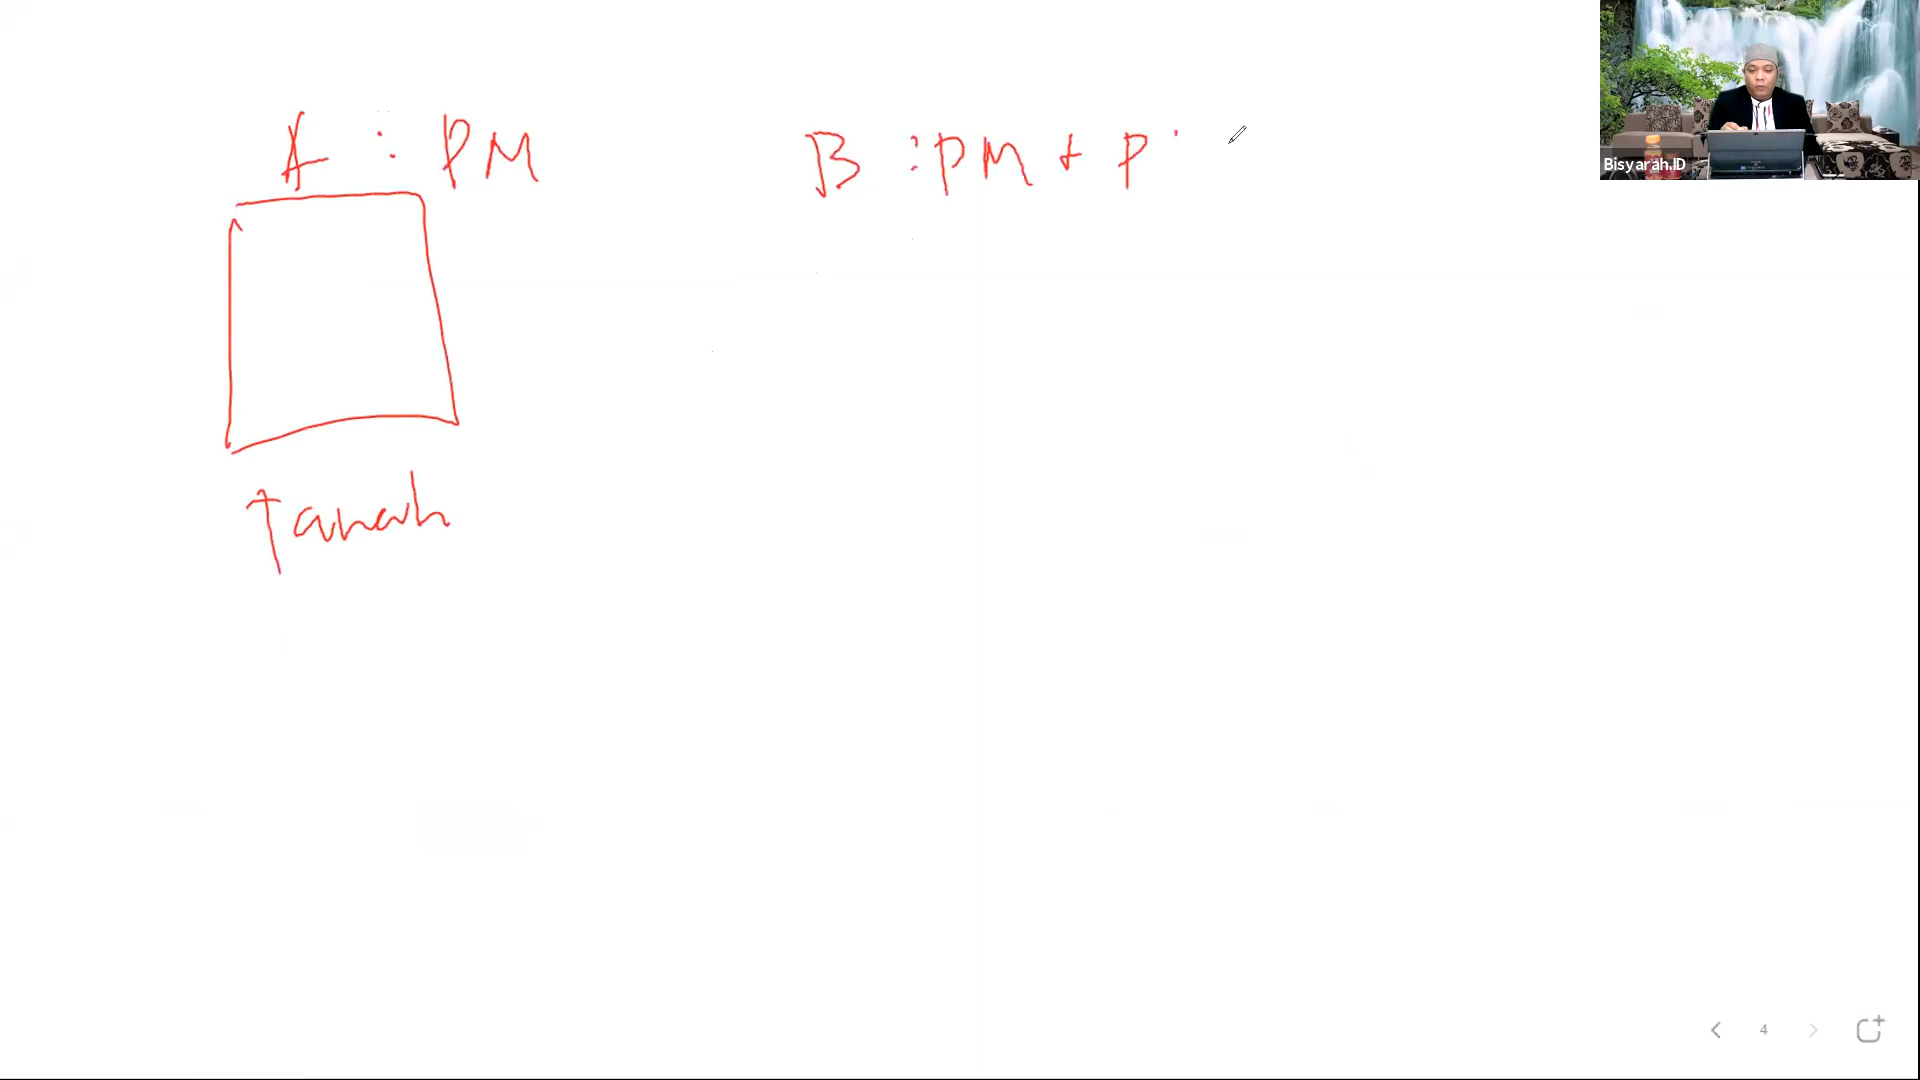 A : PM
B : PM + P
Tanah
Bisyarah.ID
4